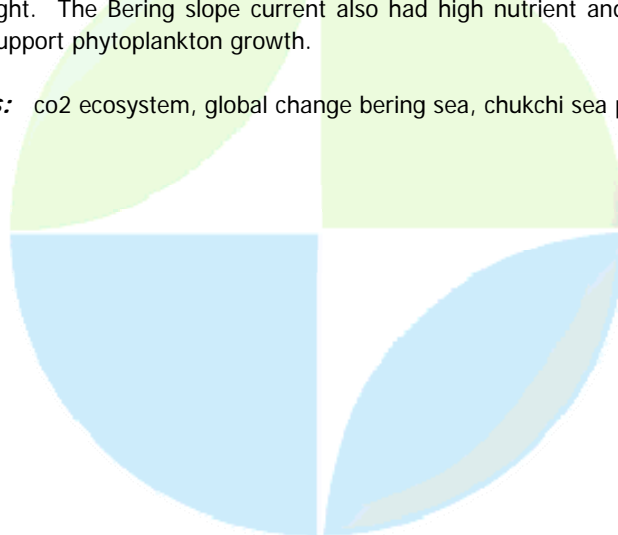 ght. The Bering slope current also had high nutrient and
upport phytoplankton growth.
s: co2 ecosystem, global change bering sea, chukchi sea p